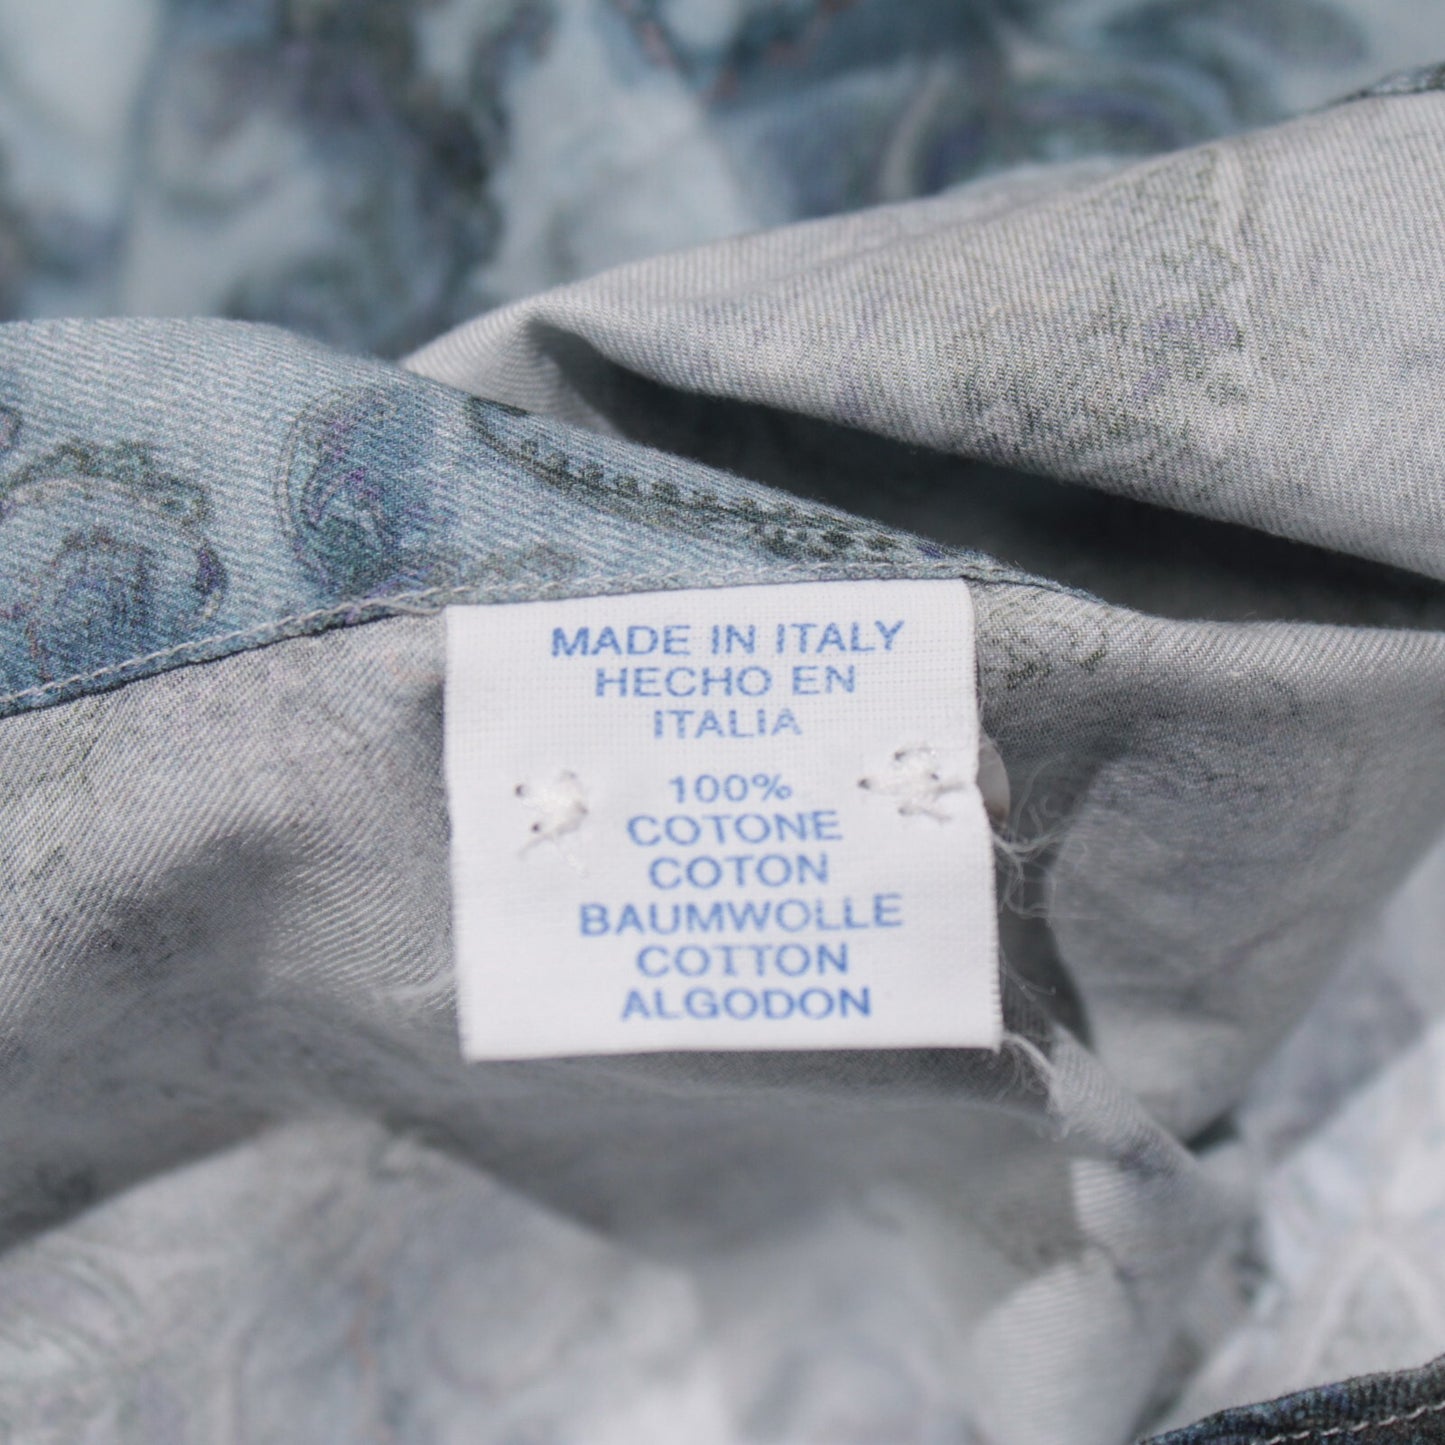 MADE IN ITALY
HECHO EN
ITALIA
100%
COTONE
COTON
BAUMWOLLE
COTTON
ALGODON